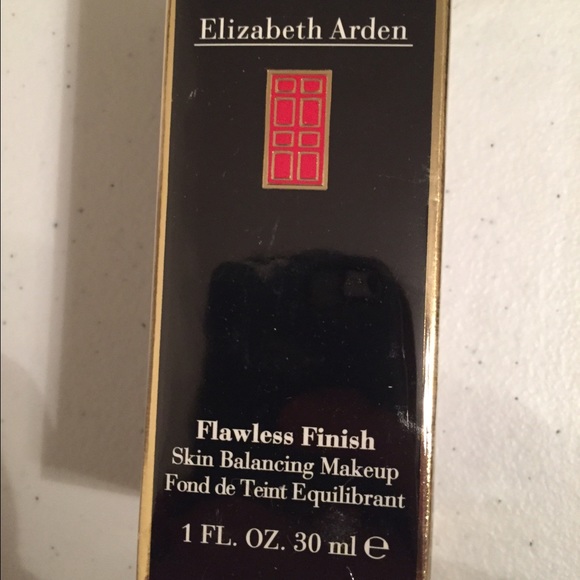 Elizabeth Arden
Flawless Finish
Skin Balancing Makeup
Fond de Teint Equilibrant
1 FL. OZ. 30 ml ℮